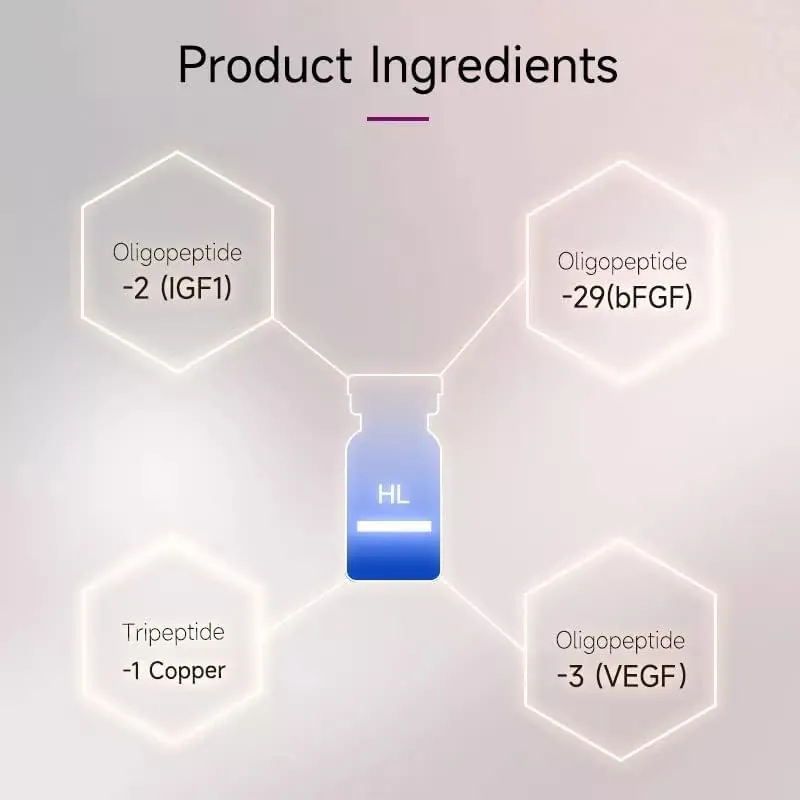 Product Ingredients
Oligopeptide
-2 (IGF1)
Oligopeptide
-29(bFGF)
HL
Tripeptide
-1 Copper
Oligopeptide
-3 (VEGF)